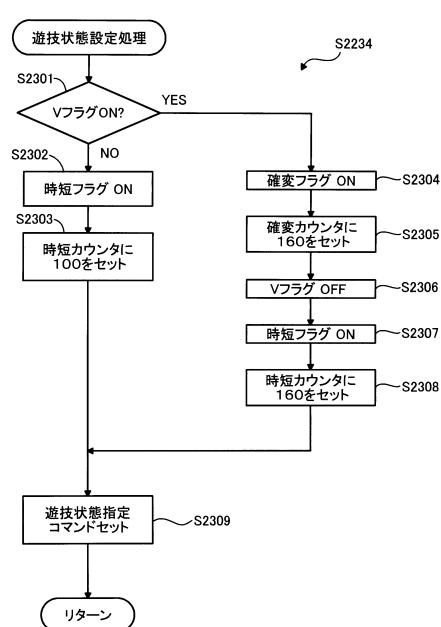 遊技状態設定処理
S2234
S2301
VフラグON?
YES
NO
S2302
時短フラグ ON
S2303
時短カウンタに
100をセット
確変フラグ ON
S2304
確変カウンタに
160をセット
S2305
Vフラグ OFF
S2306
時短フラグ ON
S2307
時短カウンタに
160をセット
S2308
遊技状態指定
コマンドセット
S2309
リターン